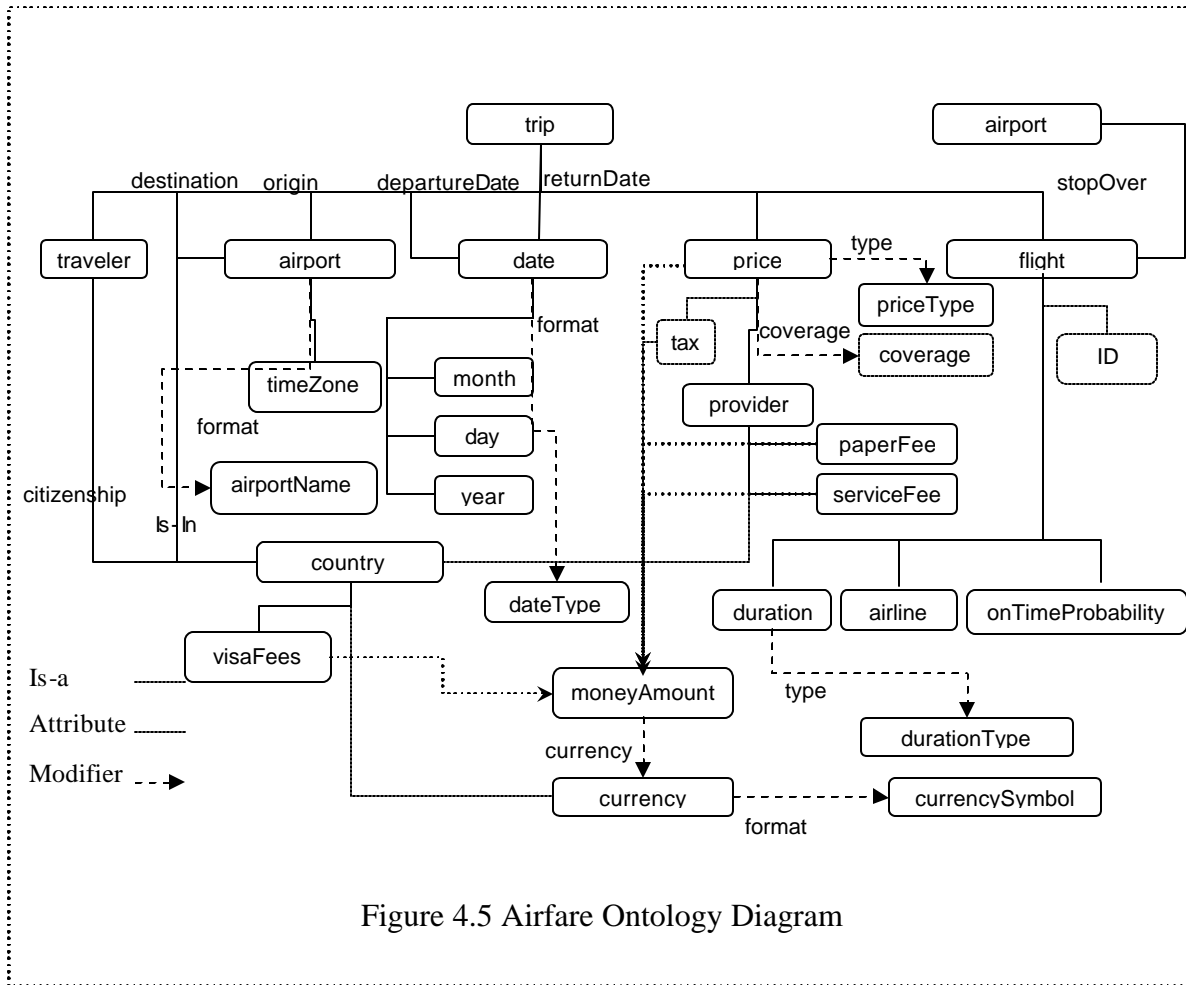 trip
airport
destination
origin
departureDate
returnDate
stopOver
traveler
airport
date
price
type
flight
priceType
format
tax
coverage
coverage
ID
timeZone
month
provider
format
day
paperFee
airportName
year
serviceFee
citizenship
Is-In
country
dateType
duration
airline
onTimeProbability
visaFees
Is-a
moneyAmount
type
Attribute
durationType
currency
Modifier
currency
currencySymbol
format
Figure 4.5 Airfare Ontology Diagram